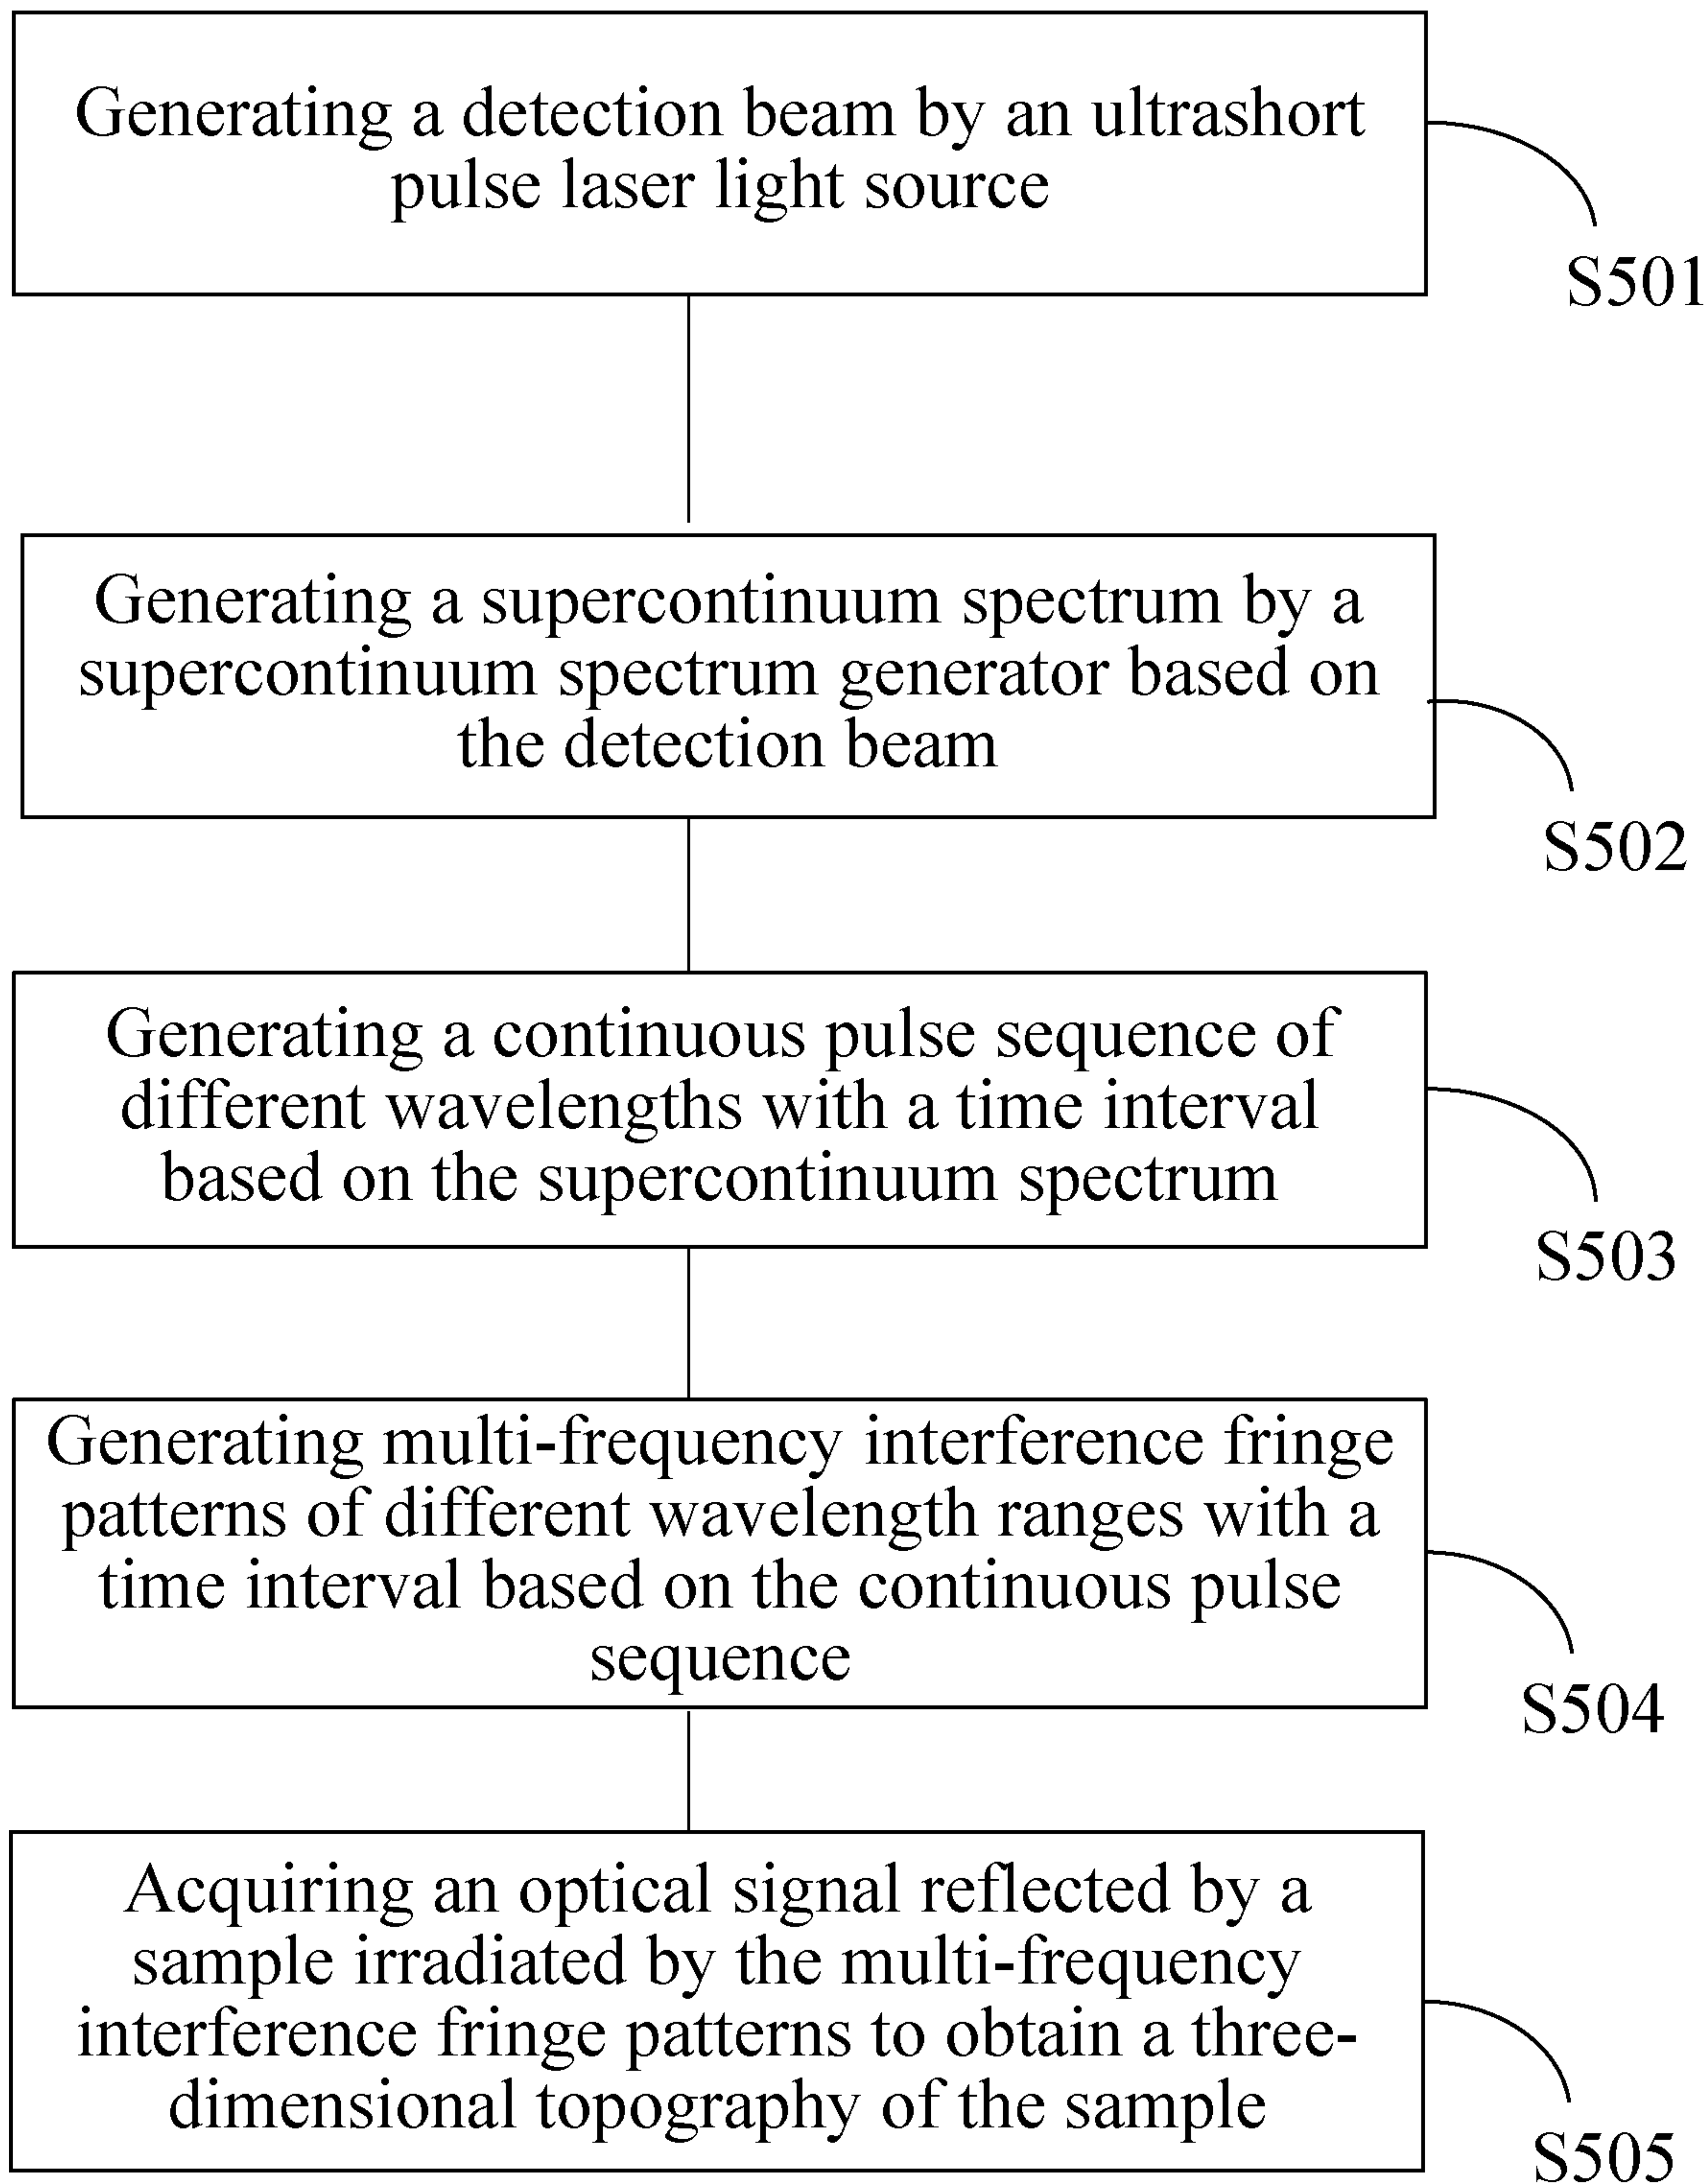 Generating a detection beam by an ultrashort
pulse laser light source
S501
Generating a supercontinuum spectrum by a
supercontinuum spectrum generator based on
the detection beam
S502
Generating a continuous pulse sequence of
different wavelengths with a time interval
based on the supercontinuum spectrum
S503
Generating multi-frequency interference fringe
patterns of different wavelength ranges with a
time interval based on the continuous pulse
sequence
S504
Acquiring an optical signal reflected by a
sample irradiated by the multi-frequency
interference fringe patterns to obtain a three-
dimensional topography of the sample
S505